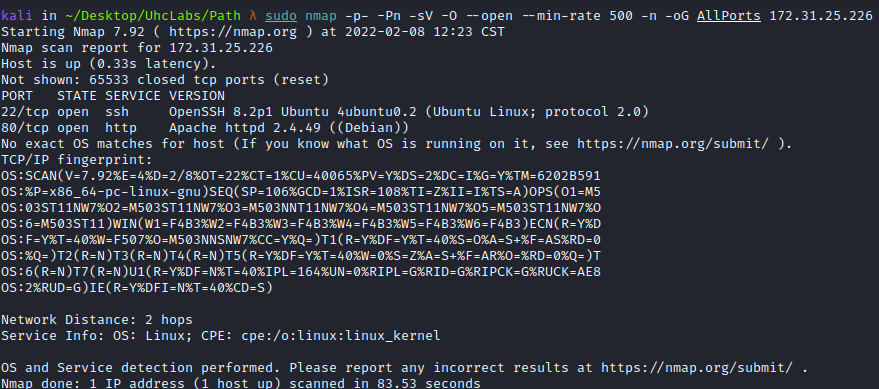 kali in ~/Desktop/UhcLabs/Path λ sudo nmap -p- -Pn -sV -O --open --min-rate 500 -n -oG AllPorts 172.31.25.226
Starting Nmap 7.92 ( https://nmap.org ) at 2022-02-08 12:23 CST
Nmap scan report for 172.31.25.226
Host is up (0.33s latency).
Not shown: 65533 closed tcp ports (reset)
PORT   STATE SERVICE VERSION
22/tcp open  ssh     OpenSSH 8.2p1 Ubuntu 4ubuntu0.2 (Ubuntu Linux; protocol 2.0)
80/tcp open  http    Apache httpd 2.4.49 ((Debian))
No exact OS matches for host (If you know what OS is running on it, see https://nmap.org/submit/ ).
TCP/IP fingerprint:
OS:SCAN(V=7.92%E=4%D=2/8%OT=22%CT=1%CU=40065%PV=Y%DS=2%DC=I%G=Y%TM=6202B591
OS:%P=x86_64-pc-linux-gnu)SEQ(SP=106%GCD=1%ISR=108%TI=Z%II=I%TS=A)OPS(O1=M5
OS:03ST11NW7%O2=M503ST11NW7%O3=M503NNT11NW7%O4=M503ST11NW7%O5=M503ST11NW7%O
OS:6=M503ST11)WIN(W1=F4B3%W2=F4B3%W3=F4B3%W4=F4B3%W5=F4B3%W6=F4B3)ECN(R=Y%D
OS:F=Y%T=40%W=F507%O=M503NNSNW7%CC=Y%Q=)T1(R=Y%DF=Y%T=40%S=O%A=S+%F=AS%RD=0
OS:%Q=)T2(R=N)T3(R=N)T4(R=N)T5(R=Y%DF=Y%T=40%W=0%S=Z%A=S+%F=AR%O=%RD=0%Q=)T
OS:6(R=N)T7(R=N)U1(R=Y%DF=N%T=40%IPL=164%UN=0%RIPL=G%RID=G%RIPCK=G%RUCK=AE8
OS:2%RUD=G)IE(R=Y%DFI=N%T=40%CD=S)

Network Distance: 2 hops
Service Info: OS: Linux; CPE: cpe:/o:linux:linux_kernel

OS and Service detection performed. Please report any incorrect results at https://nmap.org/submit/ .
Nmap done: 1 IP address (1 host up) scanned in 83.53 seconds